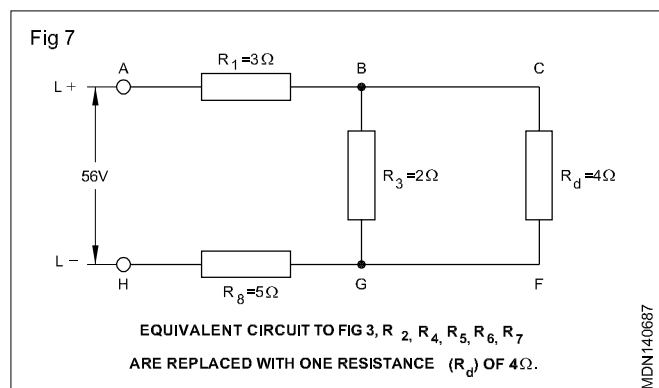 Fig 7
A
R1=3Ω
B
C
L+
56V
R3=2Ω
Rd=4Ω
L−
H
R8=5Ω
G
F
EQUIVALENT CIRCUIT TO FIG 3, R 2, R4, R5, R6, R7
ARE REPLACED WITH ONE RESISTANCE (Rd) OF 4Ω.
MDN140687